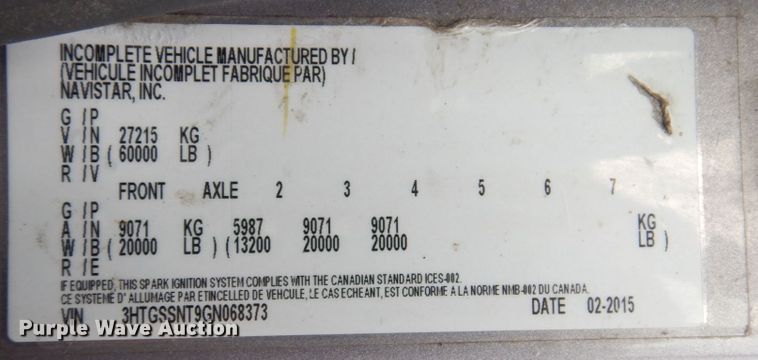 INCOMPLETE VEHICLE MANUFACTURED BY /
(VEHICULE INCOMPLET FABRIQUE PAR)
NAVISTAR, INC.
G / P
V / N 27215 KG
W / B ( 60000 LB )
R / V
FRONT AXLE 2 3 4 5 6 7
G / P
A / N 9071 KG 5987 9071 9071 KG
W / B ( 20000 LB ) ( 13200 20000 20000 LB )
R / E
IF EQUIPPED, THIS SPARK IGNITION SYSTEM COMPLIES WITH THE CANADIAN STANDARD ICES-002.
CE SYSTEME D' ALLUMAGE PAR ETINCELLED DE VEHICULE, LE CAS ECHEANT, EST CONFORME A LA NORME NMB-002 DU CANADA.
VIN 3HTGSSNT9GN068373 DATE 02-2015
Purple Wave Auction